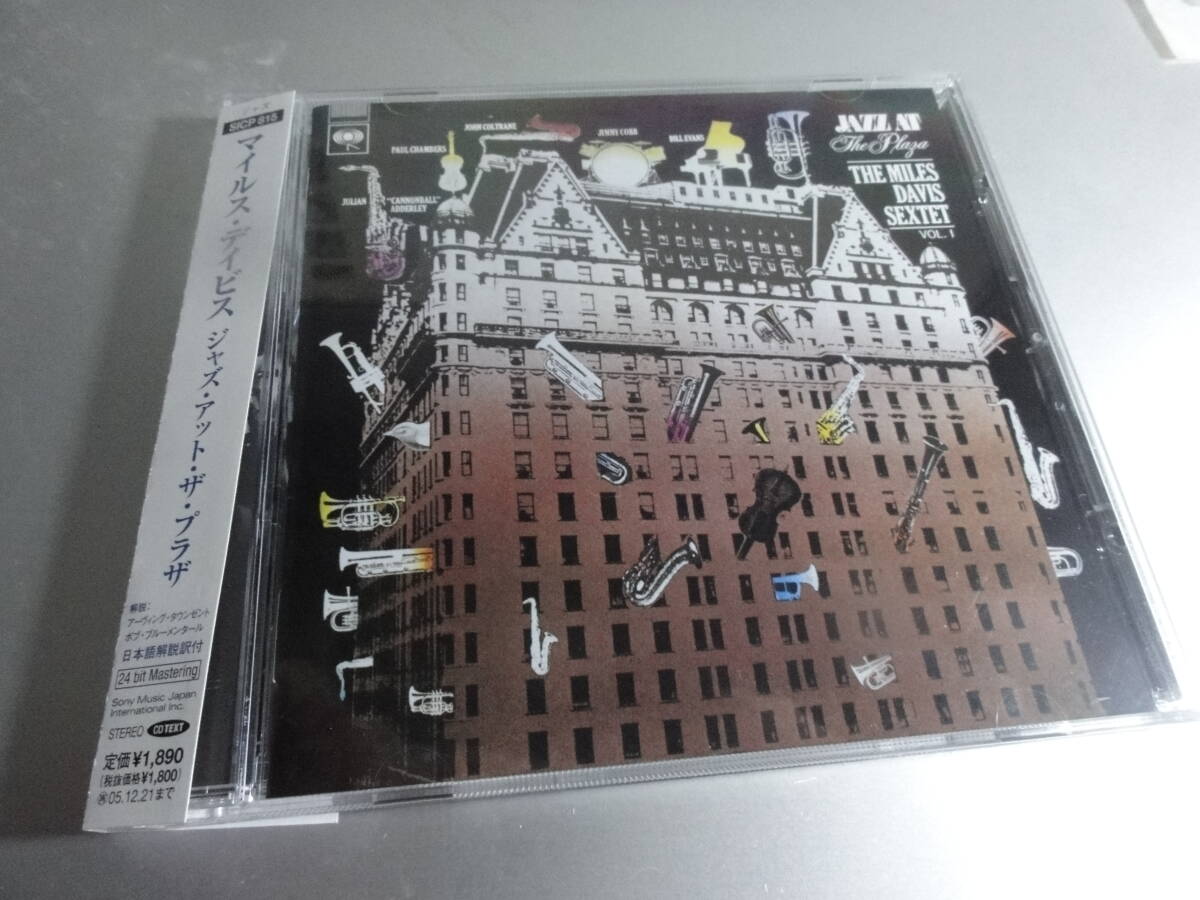 SICP 815
マイルス・デイビス ジャズ・アット・ザ・プラザ
解説:
アーヴィング・タウンゼント
ボブ・ブルーメンタール
日本語解説訳付
24 bit Mastering
Sony Music Japan
International Inc.
STEREO CD TEXT
定価¥1,890
(税抜価格¥1,800)
05.12.21まで
JULIAN "CANNONBALL"
ADDERLEY
PAUL CHAMBERS
JOHN COLTRANE
JIMMY COBB
BILL EVANS
JAZZ AT
The Plaza
THE MILES
DAVIS
SEXTET
VOL. 1